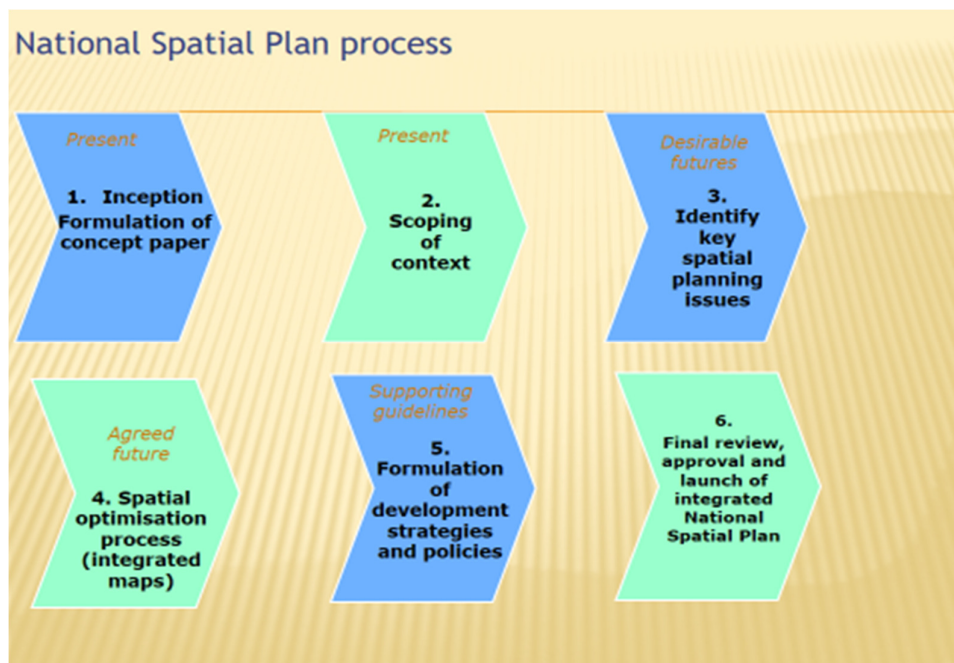 National Spatial Plan process
Present
1. Inception
Formulation of
concept paper
Present
2.
Scoping
of
context
Desirable
futures
3.
Identify
key
spatial
planning
issues
Agreed
future
4. Spatial
optimisation
process
(integrated
maps)
Supporting
guidelines
5.
Formulation
of
development
strategies
and policies
6.
Final review,
approval and
launch of
integrated
National
Spatial Plan